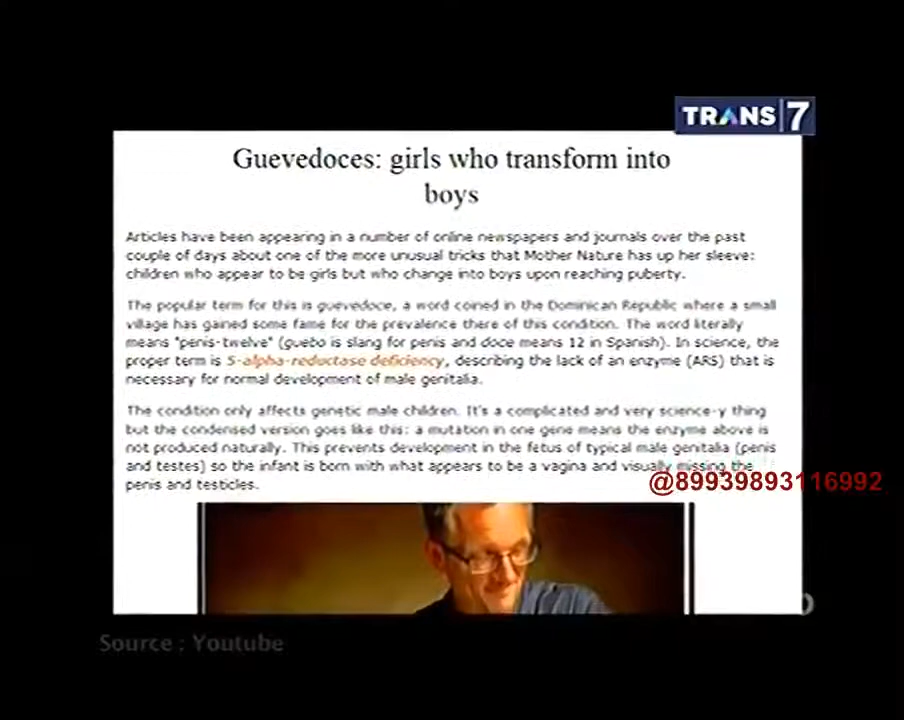 TRANS|7
Guevedoces: girls who transform into
boys
Articles have been appearing in a number of online newspapers and journals over the past
couple of days about one of the more unusual tricks that Mother Nature has up her sleeve:
children who appear to be girls but who change into boys upon reaching puberty.
The popular term for this is guevedoce, a word coined in the Dominican Republic where a small
village has gained some fame for the prevalence there of this condition. The word literally
means "penis-twelve" (guebo is slang for penis and doce means 12 in Spanish). In science, the
proper term is 5-alpha-reductase deficiency, describing the lack of an enzyme (ARS) that is
necessary for normal development of male genitalia.
The condition only affects genetic male children. It's a complicated and very science-y thing
but the condensed version goes like this: a mutation in one gene means the enzyme above is
not produced naturally. This prevents development in the fetus of typical male genitalia (penis
and testes) so the infant is born with what appears to be a vagina and visually missing the
penis and testicles.
@89939893116992
Source : Youtube